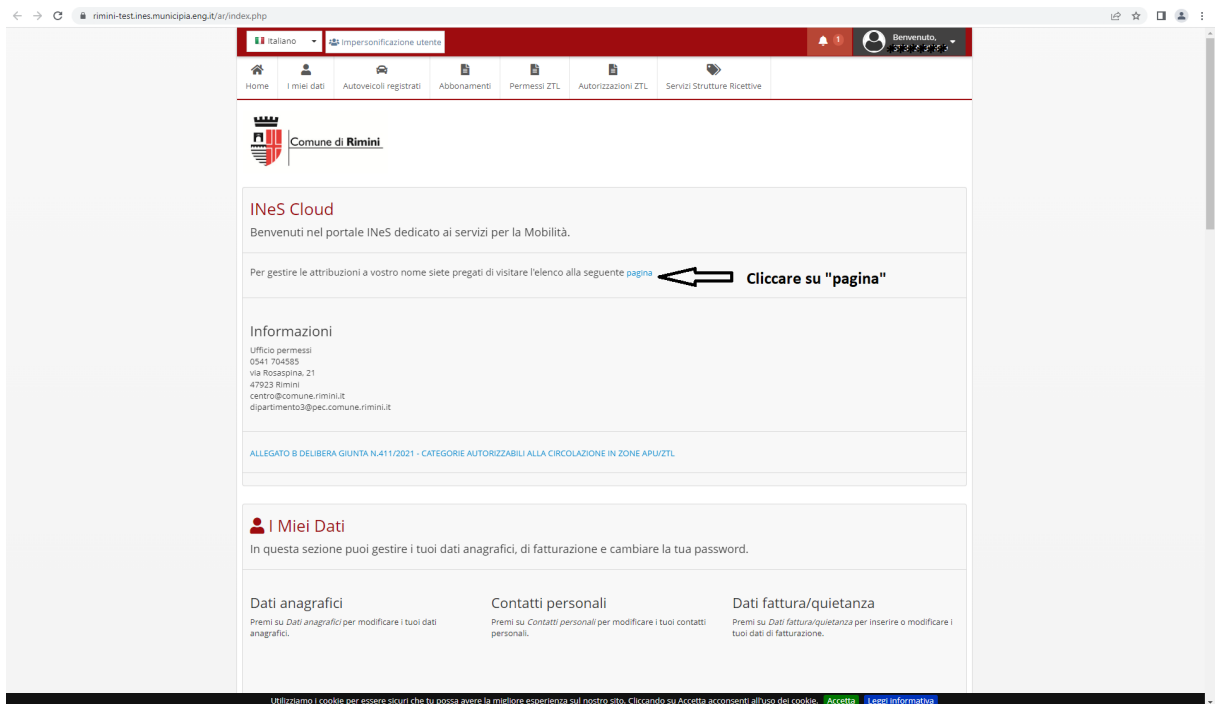 rimini-test.ines.municipia.eng.it/ar/index.php
Italiano
Impersonificazione utente
1
Benvenuto,
Home
I miei dati
Autoveicoli registrati
Abbonamenti
Permessi ZTL
Autorizzazioni ZTL
Servizi Strutture Ricettive
Comune di Rimini
INeS Cloud
Benvenuti nel portale INeS dedicato ai servizi per la Mobilità.
Per gestire le attribuzioni a vostro nome siete pregati di visitare l'elenco alla seguente pagina
Cliccare su "pagina"
Informazioni
Ufficio permessi
0541 704585
via Rosaspina, 21
47923 Rimini
centro@comune.rimini.it
dipartimento3@pec.comune.rimini.it
ALLEGATO B DELIBERA GIUNTA N.411/2021 - CATEGORIE AUTORIZZABILI ALLA CIRCOLAZIONE IN ZONE APU/ZTL
I Miei Dati
In questa sezione puoi gestire i tuoi dati anagrafici, di fatturazione e cambiare la tua password.
Dati anagrafici
Premi su Dati anagrafici per modificare i tuoi dati
anagrafici.
Contatti personali
Premi su Contatti personali per modificare i tuoi contatti
personali.
Dati fattura/quietanza
Premi su Dati fattura/quietanza per inserire o modificare i
tuoi dati di fatturazione.
Utilizziamo i cookie per essere sicuri che tu possa avere la migliore esperienza sul nostro sito. Cliccando su Accetta acconsenti all'uso dei cookie. Accetta Leggi informativa